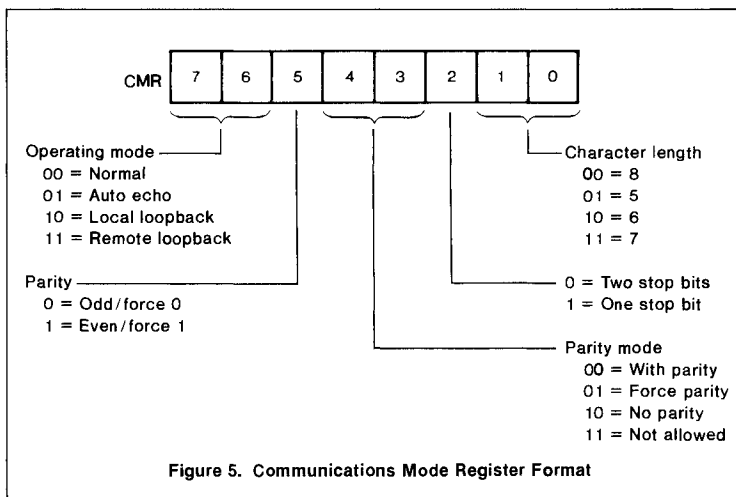 CMR 7 6 5 4 3 2 1 0
Operating mode
00 = Normal
01 = Auto echo
10 = Local loopback
11 = Remote loopback
Parity
0 = Odd/force 0
1 = Even/force 1
Character length
00 = 8
01 = 5
10 = 6
11 = 7
0 = Two stop bits
1 = One stop bit
Parity mode
00 = With parity
01 = Force parity
10 = No parity
11 = Not allowed
Figure 5. Communications Mode Register Format